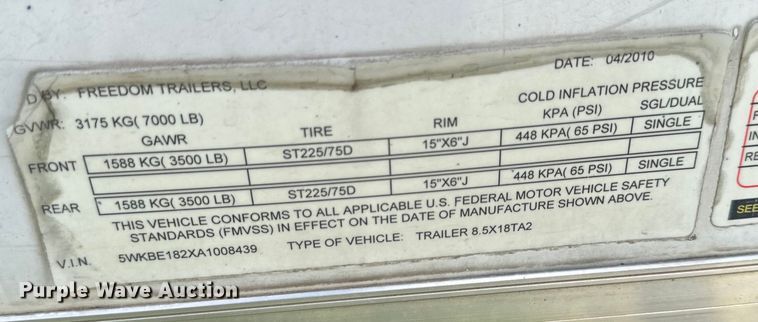 D BY: FREEDOM TRAILERS, LLC DATE: 04/2010
GVWR: 3175 KG( 7000 LB) COLD INFLATION PRESSURE
GAWR TIRE RIM KPA (PSI) SGL/DUAL
FRONT 1588 KG( 3500 LB) ST225/75D 15"X6"J 448 KPA( 65 PSI) SINGLE
REAR 1588 KG( 3500 LB) ST225/75D 15"X6"J 448 KPA( 65 PSI) SINGLE
THIS VEHICLE CONFORMS TO ALL APPLICABLE U.S. FEDERAL MOTOR VEHICLE SAFETY
STANDARDS (FMVSS) IN EFFECT ON THE DATE OF MANUFACTURE SHOWN ABOVE.
V.I.N. 5WKBE182XA1008439 TYPE OF VEHICLE: TRAILER 8.5X18TA2
SEE
Purple Wave Auction